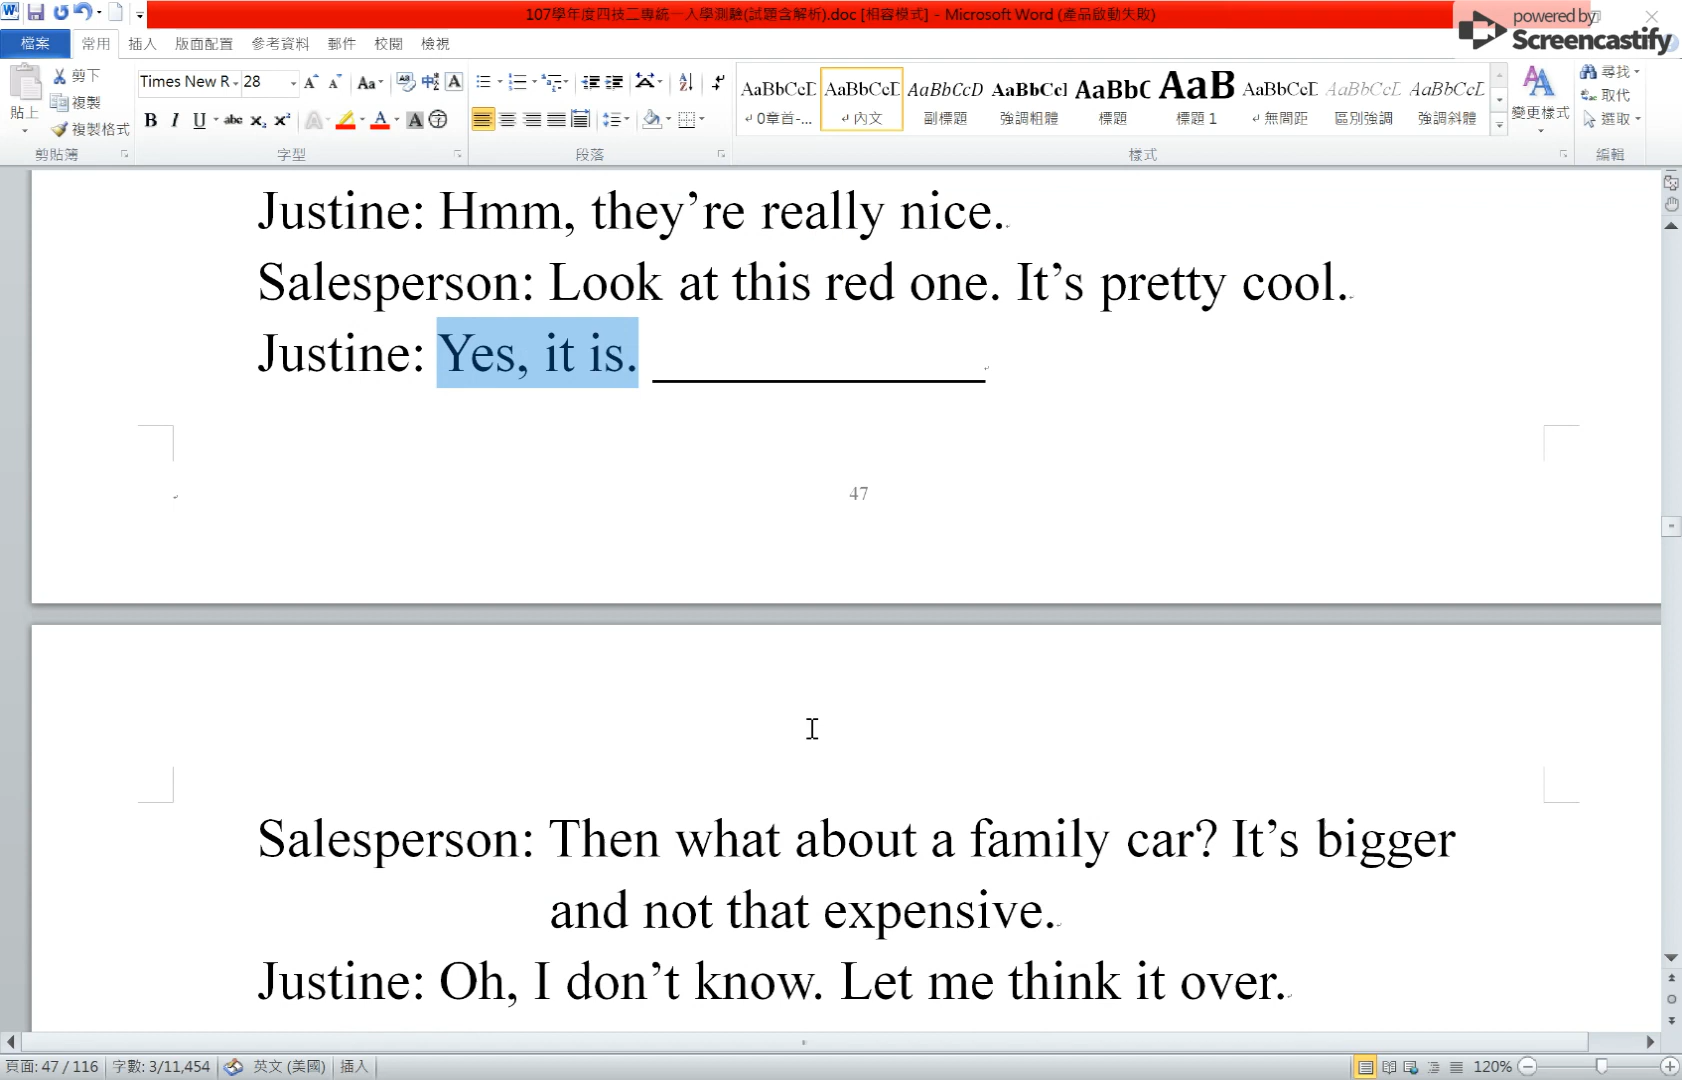 107學年度四技二專統一入學測驗(試題含解析).doc [相容模式] - Microsoft Word (產品啟動失敗)
powered by
Screencastify
檔案 常用 插入 版面配置 參考資料 郵件 校閱 檢視
貼上 剪下 複製 複製格式
Times New R 28
AaBbCcD AaBbCcD AaBbCcD AaBbCcI AaBbC AaB AaBbCcD AaBbCcD AaBbCcD
0章首-... 內文 副標題 強調粗體 標題 標題 1 無間距 區別強調 強調斜體
變更樣式 尋找 取代 選取
剪貼簿 字型 段落 樣式 編輯
Justine: Hmm, they’re really nice.
Salesperson: Look at this red one. It’s pretty cool.
Justine: Yes, it is. ____________
47
Salesperson: Then what about a family car? It’s bigger
and not that expensive.
Justine: Oh, I don’t know. Let me think it over.
頁面: 47 / 116 字數: 3/11,454 英文 (美國) 插入 120%